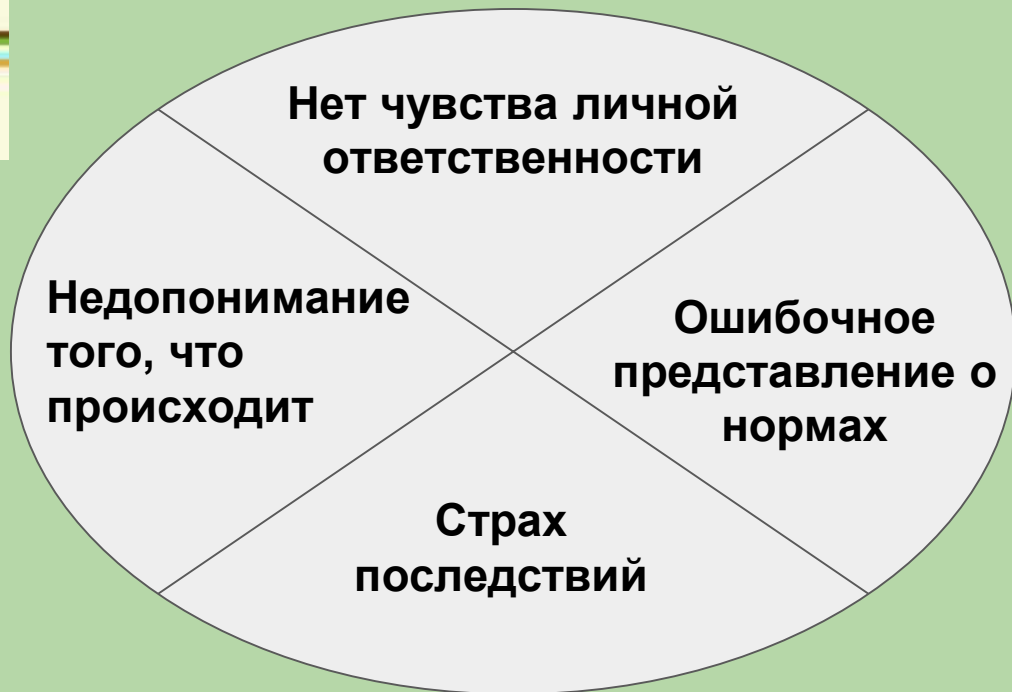 Нет чувства личной
ответственности
Недопонимание
того, что
происходит
Ошибочное
представление о
нормах
Страх
последствий